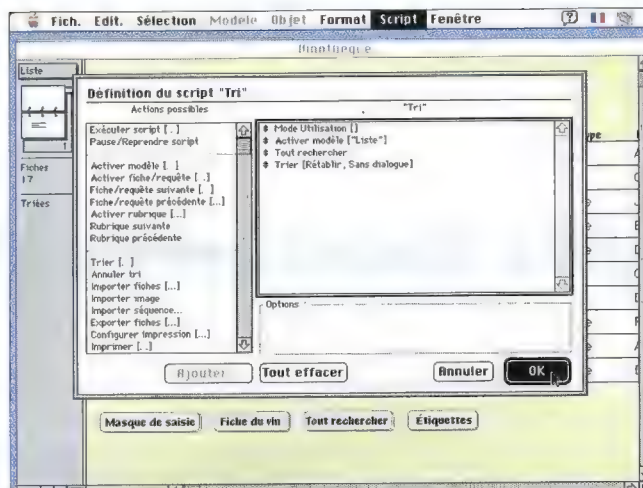 Fich. Edit. Sélection Modèle Objet Format Script Fenêtre
Liste
Définition du script "Tri"
Actions possibles
"Tri"
Exécuter script [..]
Pause/Reprendre script
Activer modèle [..]
Activer fiche/requête [..]
Fiche/requête suivante [..]
Fiche/requête précédente [...]
Activer rubrique [...]
Rubrique suivante
Rubrique précédente
Trier [..]
Annuler tri
Importer fiches [...]
Importer image
Importer séquence...
Exporter fiches [...]
Configurer impression [...]
Imprimer [..]
Mode Utilisation []
Activer modèle ["Liste"]
Tout rechercher
Trier [Rétablir, Sans dialogue]
Options
Ajouter
Tout effacer
Annuler
OK
1
Fiches
17
Triées
Masque de saisie
Fiche du vin
Tout rechercher
Étiquettes